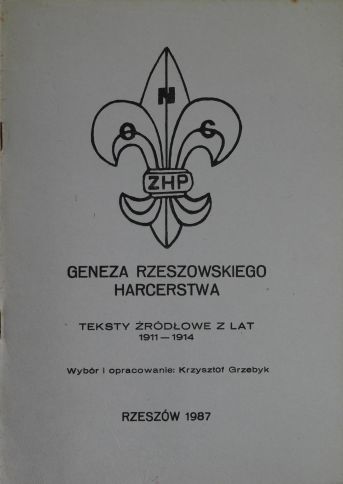 N
O C
ZHP
GENEZA RZESZOWSKIEGO
HARCERSTWA
TEKSTY ŹRÓDŁOWE Z LAT
1911—1914
Wybór i opracowanie: Krzysztof Grzebyk
RZESZÓW 1987